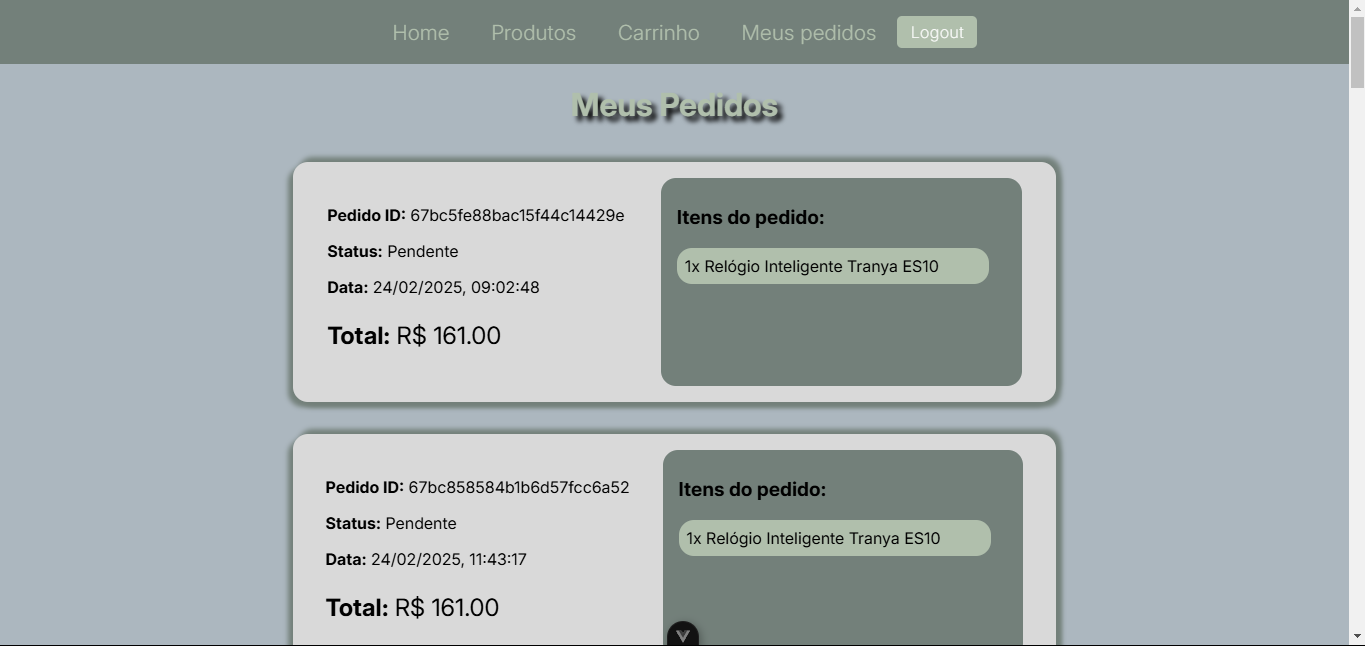 Home Produtos Carrinho Meus pedidos Logout
Meus Pedidos
Pedido ID: 67bc5fe88bac15f44c14429e
Status: Pendente
Data: 24/02/2025, 09:02:48
Total: R$ 161.00
Itens do pedido:
1x Relógio Inteligente Tranya ES10
Pedido ID: 67bc858584b1b6d57fcc6a52
Status: Pendente
Data: 24/02/2025, 11:43:17
Total: R$ 161.00
Itens do pedido:
1x Relógio Inteligente Tranya ES10